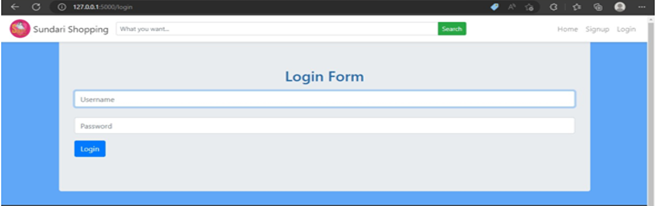 127.0.0.1:5000/login
Sundari Shopping What you want... Search Home Signup Login
Login Form
Username
Password
Login